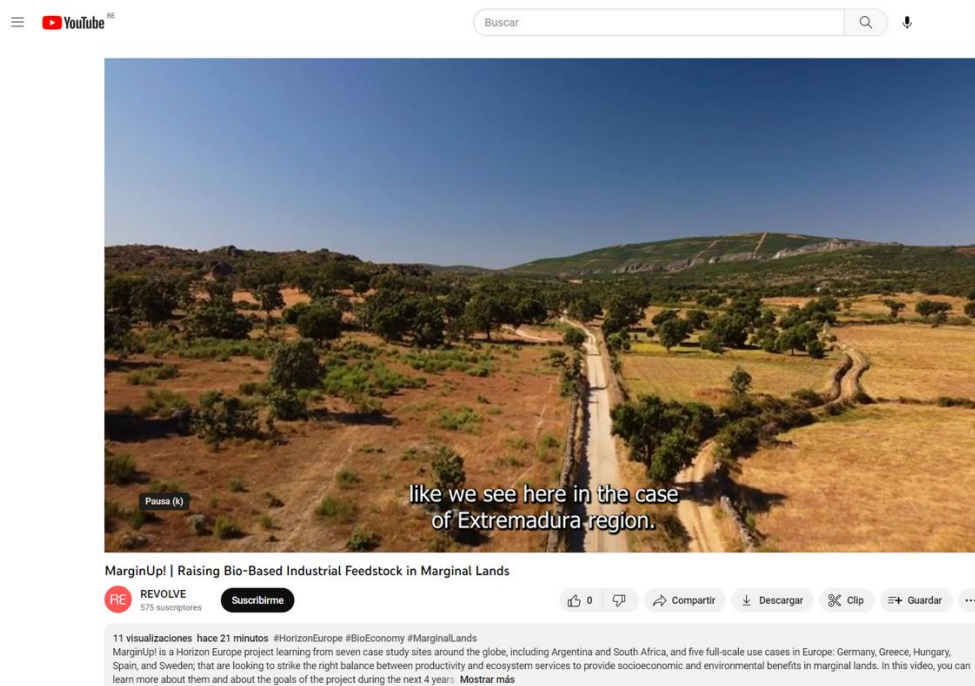 YouTube BE
Buscar
Pausa (k)
like we see here in the case
of Extremadura region.
MarginUp! | Raising Bio-Based Industrial Feedstock in Marginal Lands
RE
REVOLVE
575 suscriptores
Suscribirme
0
Compartir
Descargar
Clip
Guardar
11 visualizaciones hace 21 minutos #HorizonEurope #BioEconomy #MarginalLands
MarginUp! is a Horizon Europe project learning from seven case study sites around the globe, including Argentina and South Africa, and five full-scale use cases in Europe: Germany, Greece, Hungary,
Spain, and Sweden; that are looking to strike the right balance between productivity and ecosystem services to provide socioeconomic and environmental benefits in marginal lands. In this video, you can
learn more about them and about the goals of the project during the next 4 years. Mostrar más